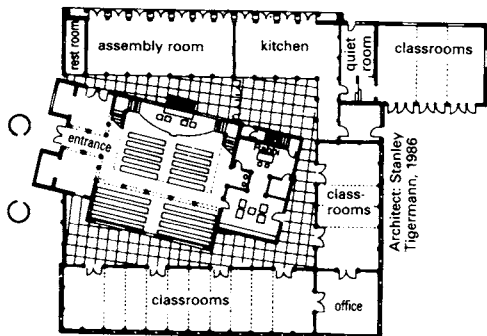 rest room
assembly room
kitchen
quiet
room
classrooms
entrance
class-
rooms
Architect: Stanley
Tigermann, 1986
classrooms
office